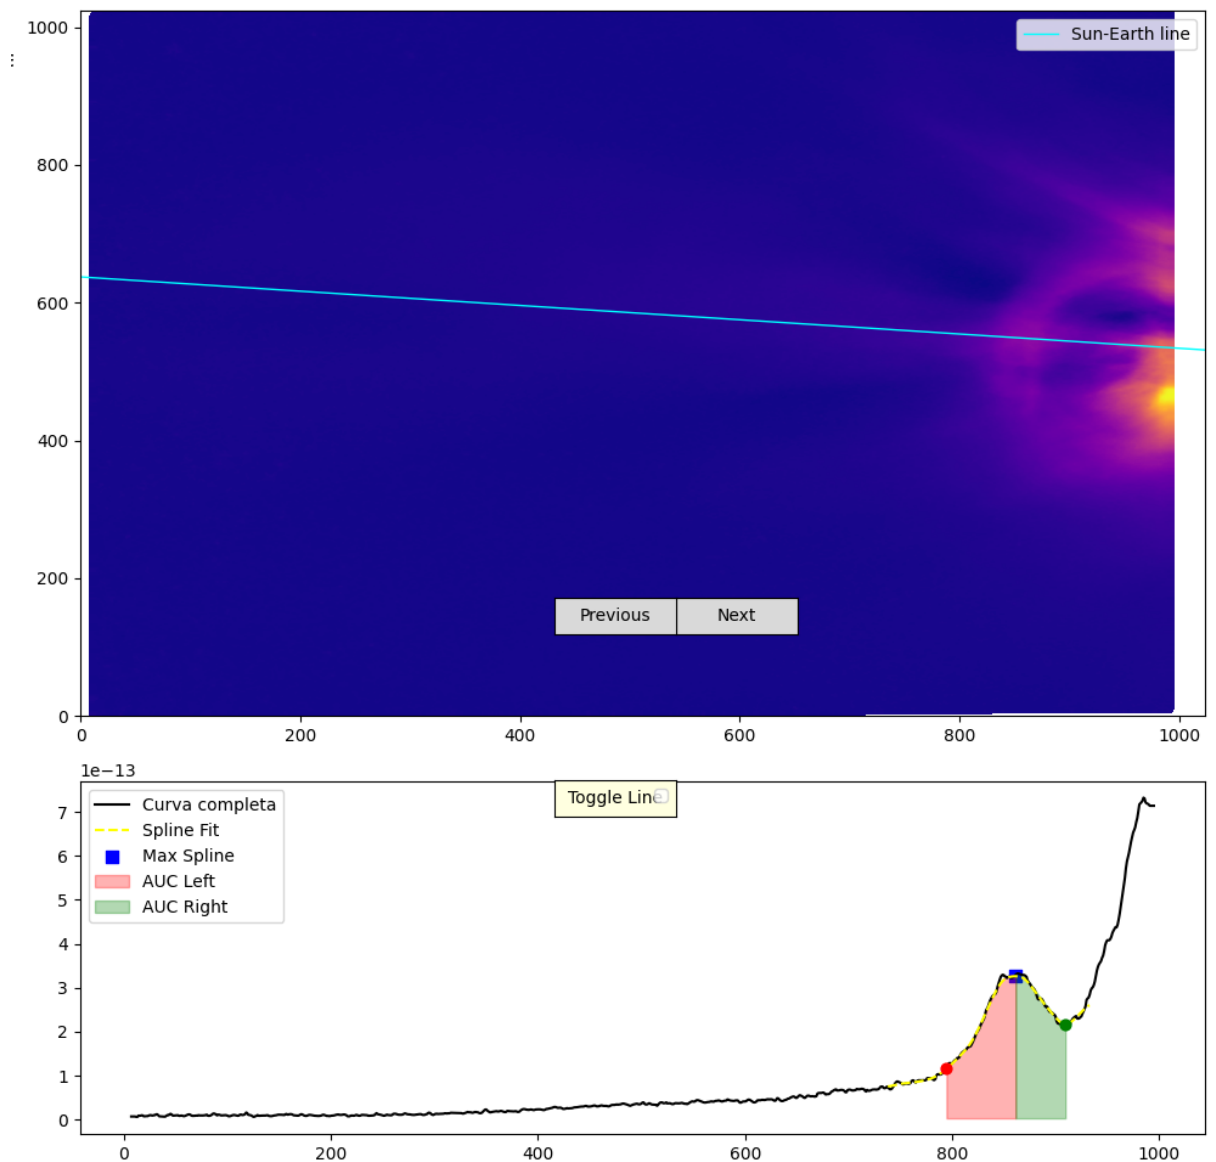 1000
Sun-Earth line
...
800
600
400
200
Previous Next
0
0 200 400 600 800 1000
1e−13
Toggle Line
7
Curva completa
Spline Fit
6
Max Spline
AUC Left
5
AUC Right
4
3
2
1
0
0 200 400 600 800 1000